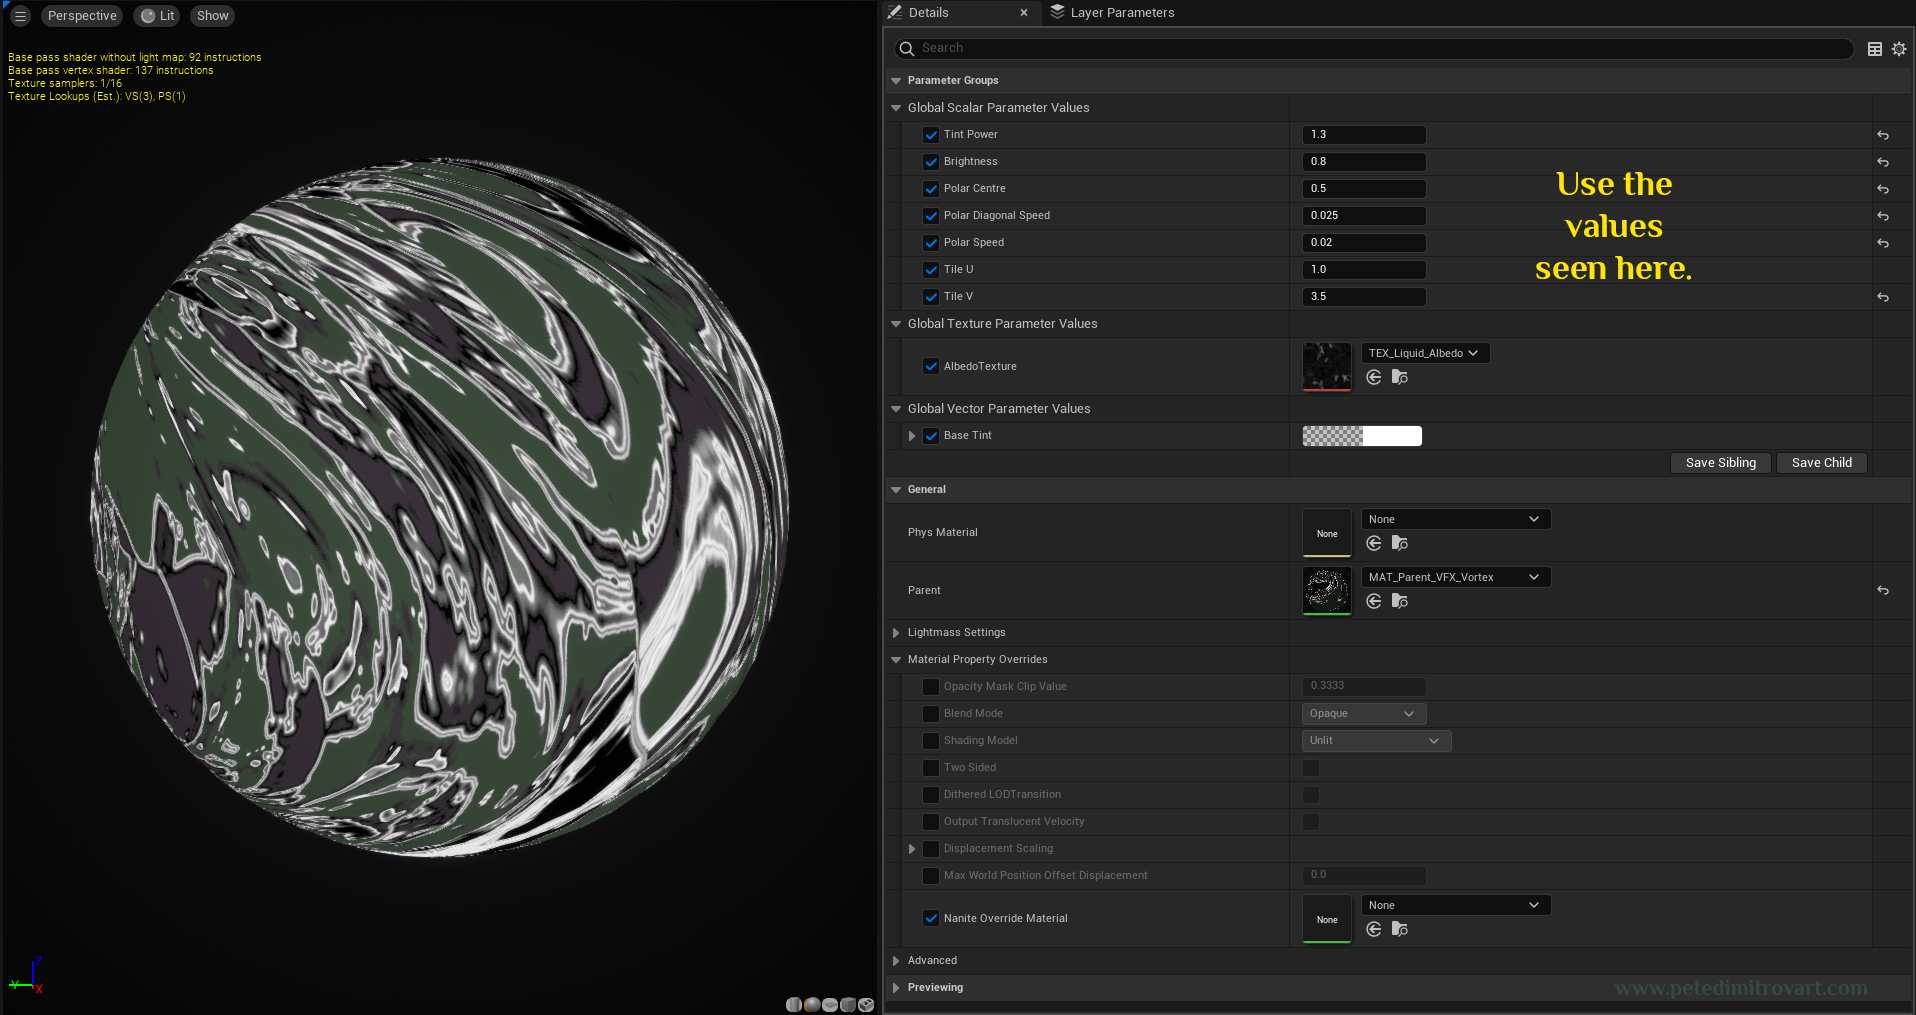 Perspective
Lit
Show
Base pass shader without light map: 92 instructions
Base pass vertex shader: 137 instructions
Texture samplers: 1/16
Texture Lookups (Est.): VS(3), PS(1)
Z
Y
X
Details
Layer Parameters
Search
Parameter Groups
Global Scalar Parameter Values
Tint Power 1.3
Brightness 0.8
Polar Centre 0.5
Polar Diagonal Speed 0.025
Polar Speed 0.02
Tile U 1.0
Tile V 3.5
Use the
values
seen here.
Global Texture Parameter Values
AlbedoTexture TEX_Liquid_Albedo
Global Vector Parameter Values
Base Tint
Save Sibling Save Child
General
Phys Material None None
Parent MAT_Parent_VFX_Vortex
Lightmass Settings
Material Property Overrides
Opacity Mask Clip Value 0.3333
Blend Mode Opaque
Shading Model Unlit
Two Sided
Dithered LODTransition
Output Translucent Velocity
Displacement Scaling
Max World Position Offset Displacement 0.0
Nanite Override Material None None
Advanced
Previewing
www.petedimitrovart.com